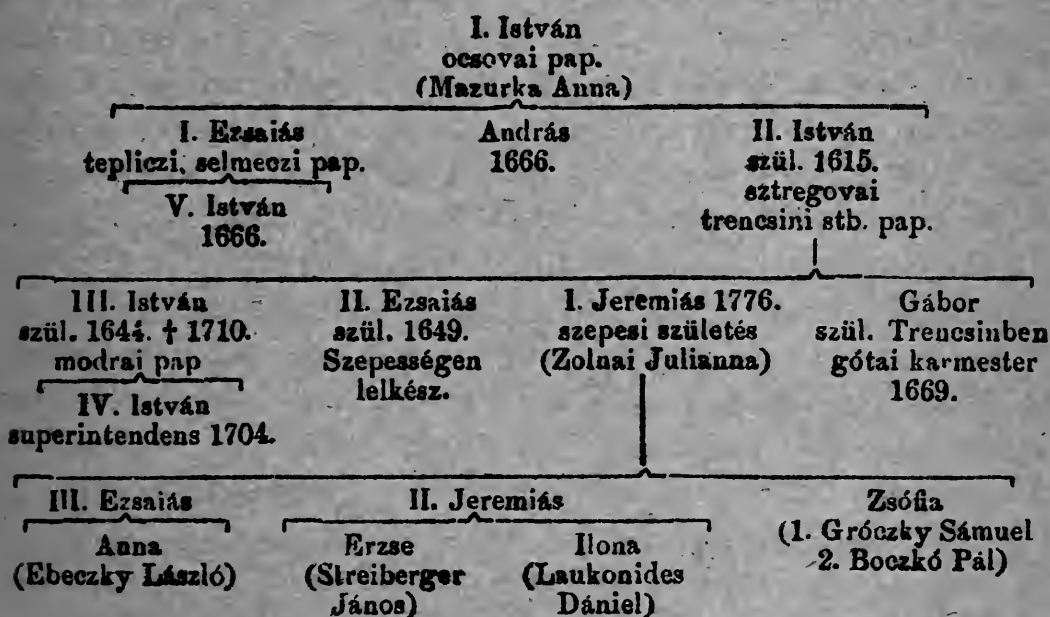 I. István
ocsovai pap.
(Mazurka Anna)
I. Ezsaiás András II. István
tepliczi, selmeczi pap. 1666. szül. 1615.
V. István sztregovai
1666. trencsini stb. pap.
III. István II. Ezsaiás I. Jeremiás 1776. Gábor
szül. 1644. † 1710. szül. 1649. szepesi születés szül. Trencsinben
modrai pap Szepességen (Zolnai Julianna) gótai karmester
IV. István lelkész. 1669.
superintendens 1704.
III. Ezsaiás II. Jeremiás Zsófia
Anna Erzse Ilona (1. Gróczky Sámuel
(Ebeczky László) (Streiberger (Laukonides 2. Boczkó Pál)
János) Dániel)